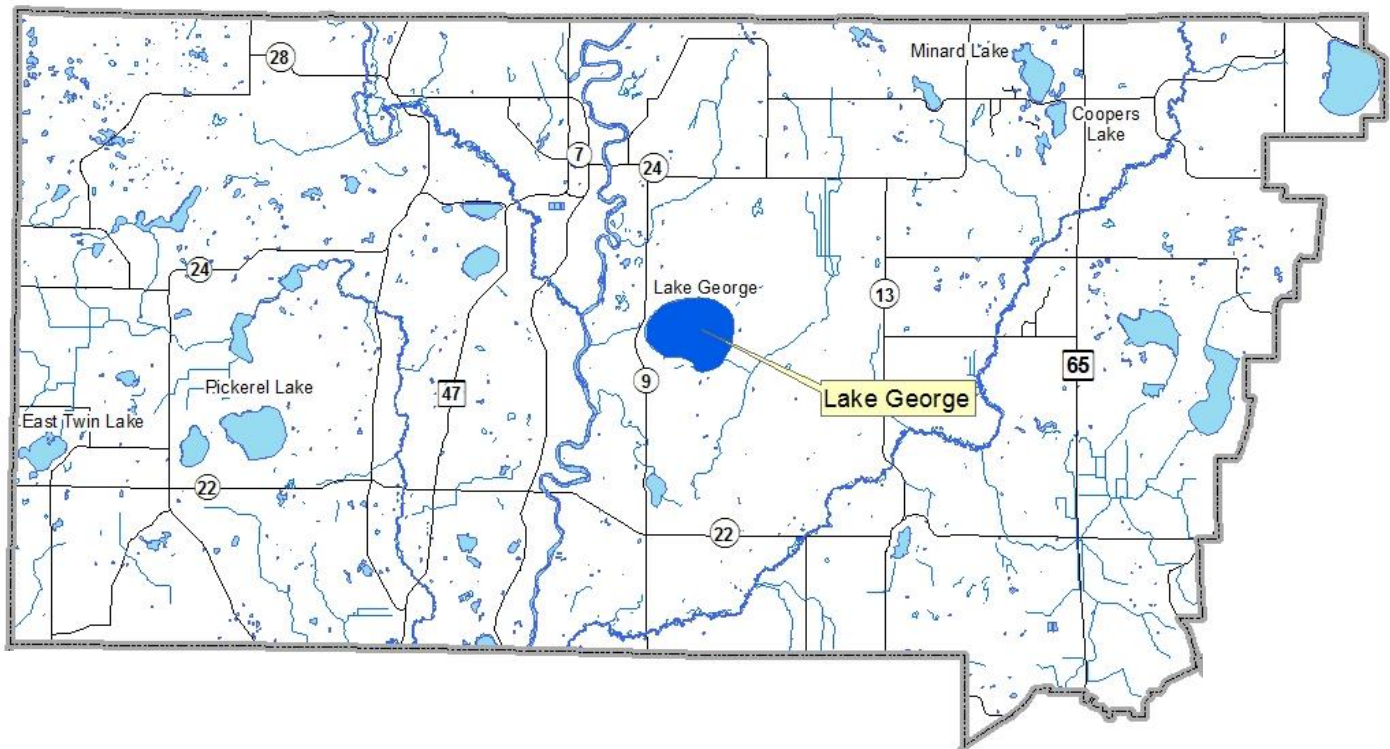 Minard Lake
28
Coopers
Lake
7
24
24
Lake George
13
65
9
47
Lake George
Pickerel Lake
East Twin Lake
22
22